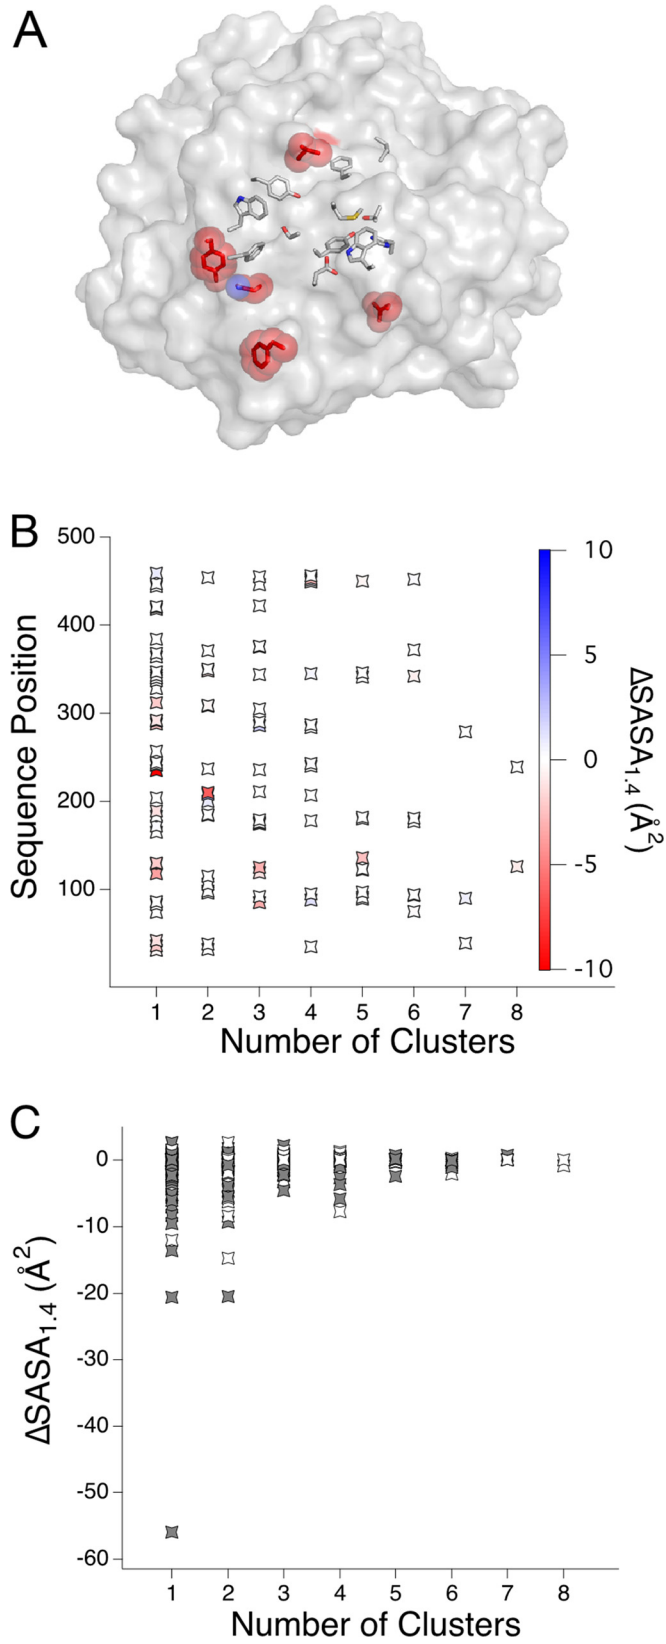 A
B
500
400
300
200
100
Sequence Position
1 2 3 4 5 6 7 8
Number of Clusters
10
5
0
-5
-10
ΔSASA1.4 (Å2)
C
0
-10
-20
-30
-40
-50
-60
ΔSASA1.4 (Å2)
1 2 3 4 5 6 7 8
Number of Clusters